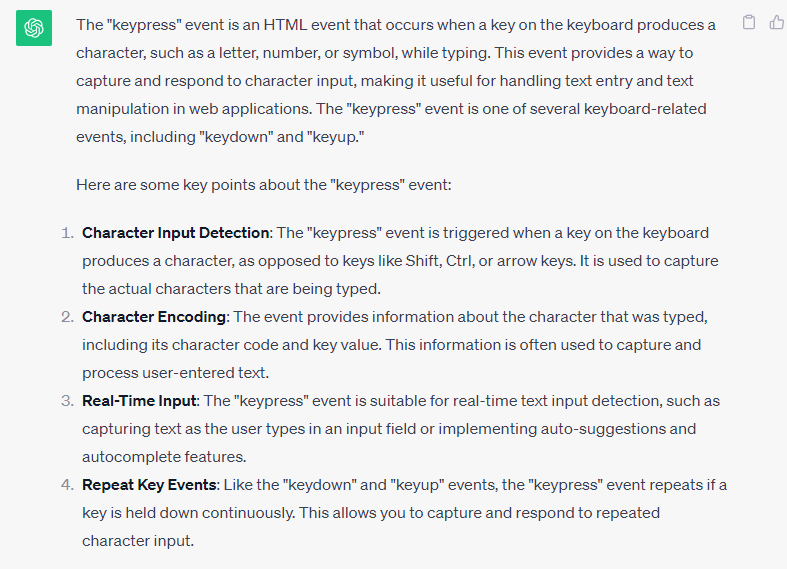 The "keypress" event is an HTML event that occurs when a key on the keyboard produces a
character, such as a letter, number, or symbol, while typing. This event provides a way to
capture and respond to character input, making it useful for handling text entry and text
manipulation in web applications. The "keypress" event is one of several keyboard-related
events, including "keydown" and "keyup."
Here are some key points about the "keypress" event:
1. Character Input Detection: The "keypress" event is triggered when a key on the keyboard
produces a character, as opposed to keys like Shift, Ctrl, or arrow keys. It is used to capture
the actual characters that are being typed.
2. Character Encoding: The event provides information about the character that was typed,
including its character code and key value. This information is often used to capture and
process user-entered text.
3. Real-Time Input: The "keypress" event is suitable for real-time text input detection, such as
capturing text as the user types in an input field or implementing auto-suggestions and
autocomplete features.
4. Repeat Key Events: Like the "keydown" and "keyup" events, the "keypress" event repeats if a
key is held down continuously. This allows you to capture and respond to repeated
character input.